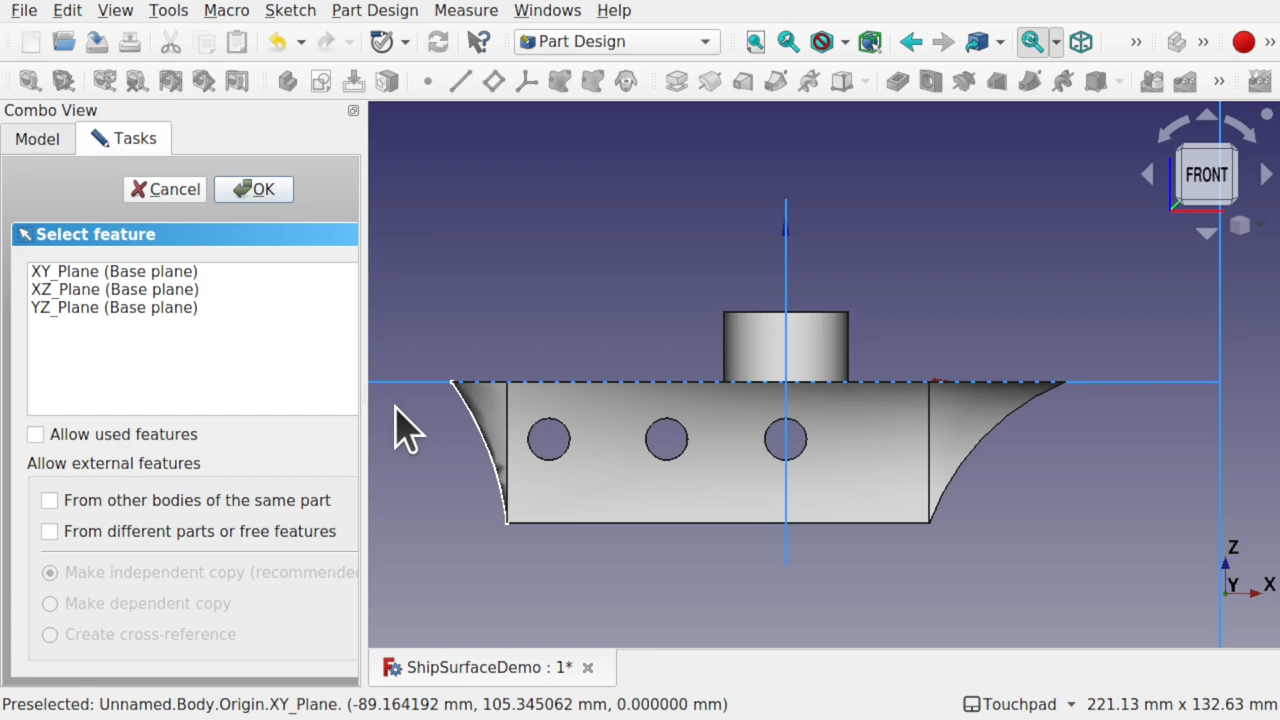 File Edit View Tools Macro Sketch Part Design Measure Windows Help
Part Design
Combo View
Model Tasks
Cancel OK
Select feature
XY_Plane (Base plane)
XZ_Plane (Base plane)
YZ_Plane (Base plane)
Allow used features
Allow external features
From other bodies of the same part
From different parts or free features
Make independent copy (recommende
Make dependent copy
Create cross-reference
FRONT
Z
Y X
ShipSurfaceDemo : 1*
Preselected: Unnamed.Body.Origin.XY_Plane. (-89.164192 mm, 105.345062 mm, 0.000000 mm) Touchpad 221.13 mm x 132.63 mm